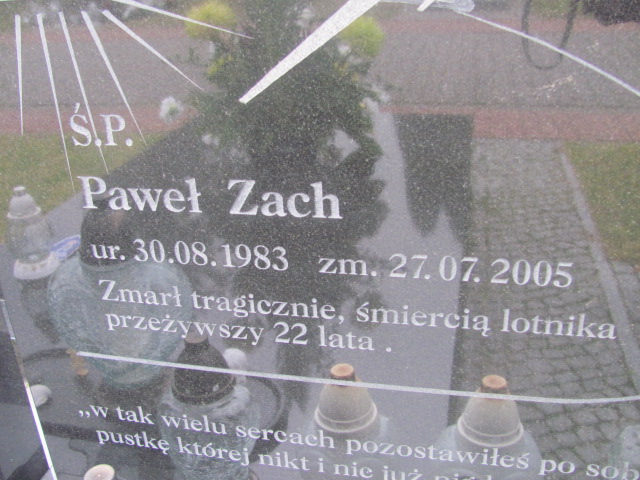 Ś.P.
Paweł Zach
ur. 30.08.1983 zm. 27.07.2005
Zmarł tragicznie, śmiercią lotnika
przeżywszy 22 lata .
„w tak wielu sercach pozostawiłeś po sob
pustkę której nikt i nic już